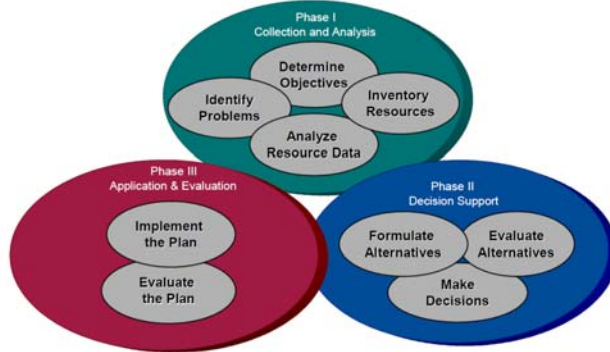 Phase I
Collection and Analysis
Determine
Objectives
Identify
Problems
Inventory
Resources
Analyze
Resource Data
Phase III
Application & Evaluation
Implement
the Plan
Evaluate
the Plan
Phase II
Decision Support
Formulate
Alternatives
Evaluate
Alternatives
Make
Decisions